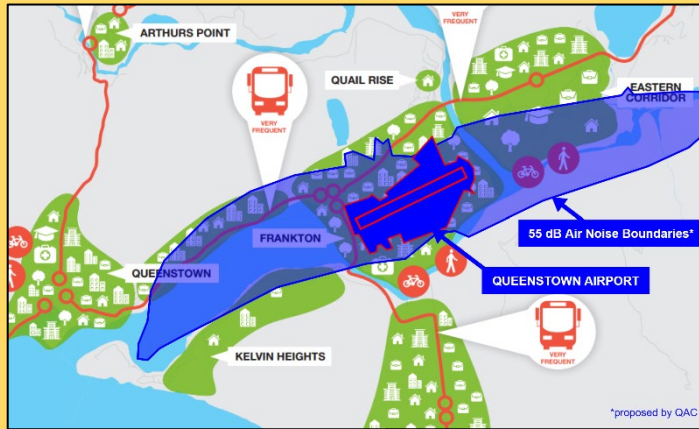 ARTHURS POINT
VERY
FREQUENT
QUAIL RISE
VERY
FREQUENT
EASTERN
CORRIDOR
FRANKTON
55 dB Air Noise Boundaries*
QUEENSTOWN
QUEENSTOWN AIRPORT
KELVIN HEIGHTS
VERY
FREQUENT
*proposed by QAC